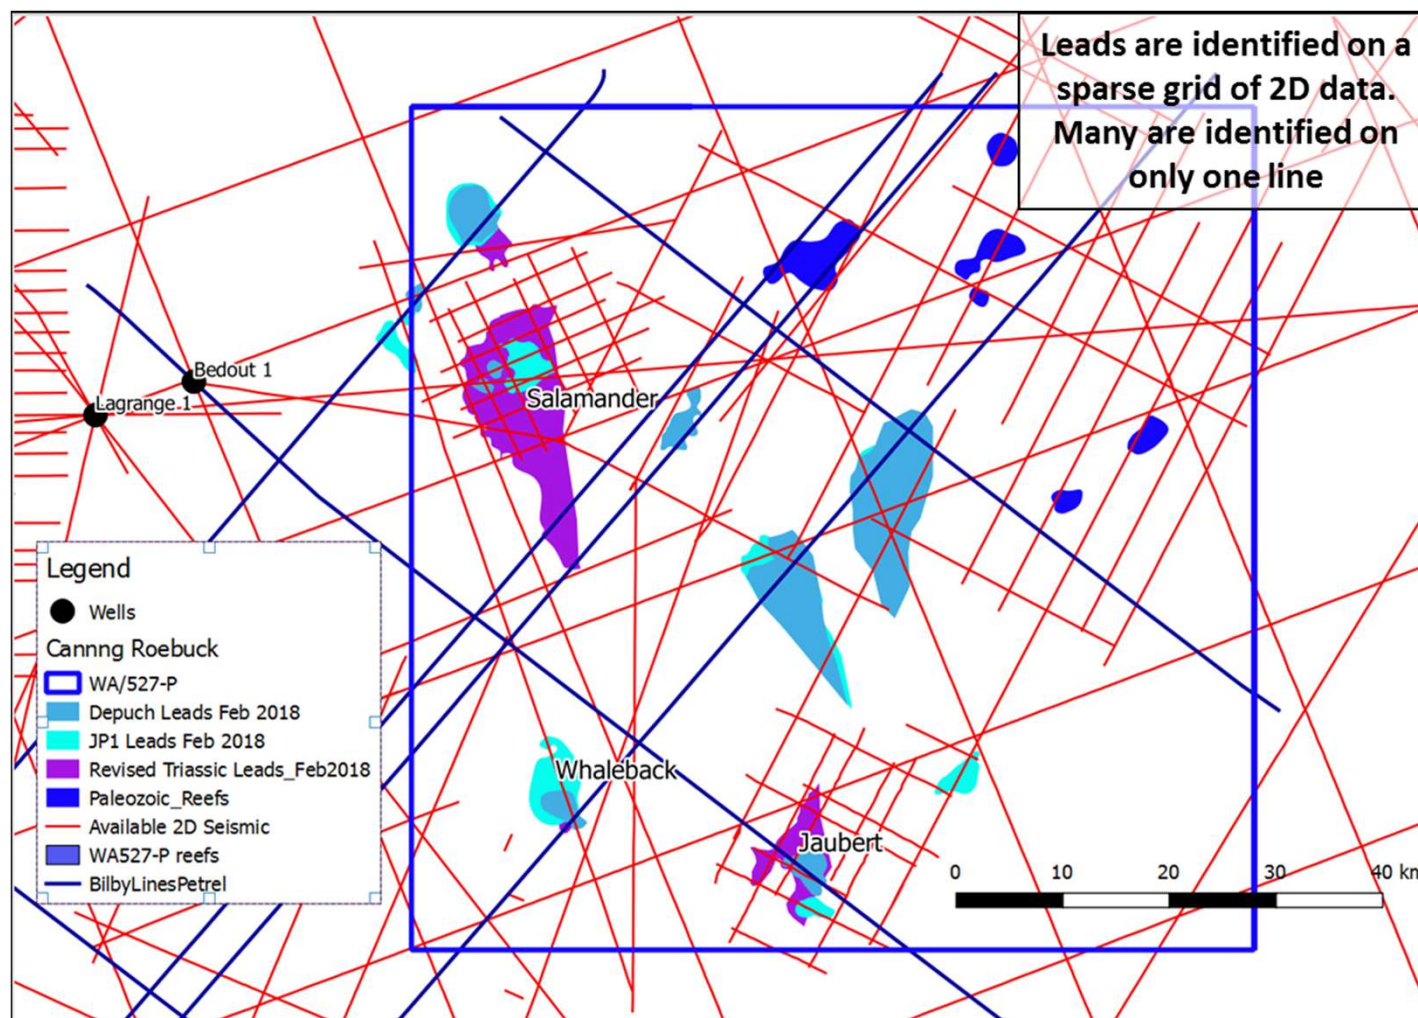 Leads are identified on a
sparse grid of 2D data.
Many are identified on
only one line
Bedout 1
Lagrange 1
Salamander
Whaleback
Jaubert
0 10 20 30 40 km
Legend
Wells
Cannng Roebuck
WA/527-P
Depuch Leads Feb 2018
JP1 Leads Feb 2018
Revised Triassic Leads_Feb2018
Paleozoic_Reefs
Available 2D Seismic
WA527-P reefs
BilbyLinesPetrel